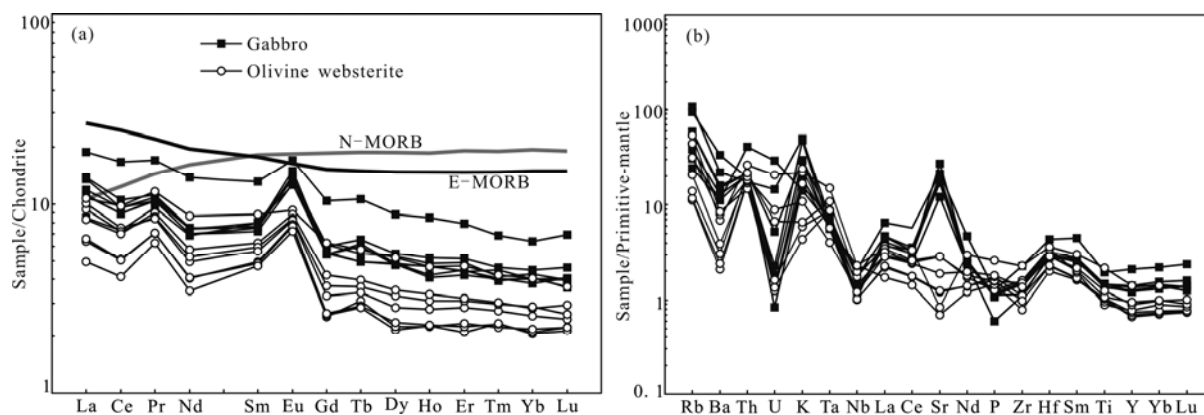 100
(a)
Gabbro
Olivine websterite
N-MORB
E-MORB
10
1
Sample/Chondrite
La Ce Pr Nd Sm Eu Gd Tb Dy Ho Er Tm Yb Lu
1000
(b)
100
10
1
0.1
Sample/Primitive-mantle
Rb Ba Th U K Ta Nb La Ce Sr Nd P Zr Hf Sm Ti Y Yb Lu